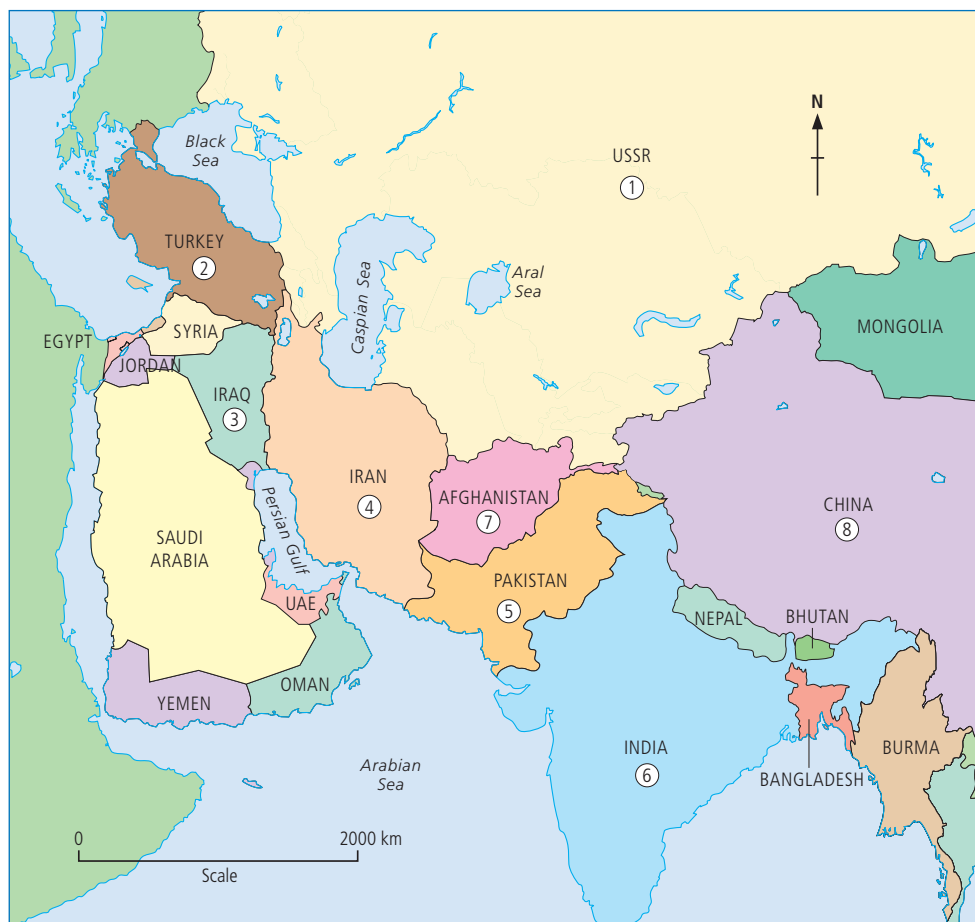 N
Black
Sea
USSR
1
TURKEY
2
Caspian Sea
Aral
Sea
MONGOLIA
SYRIA
EGYPT
JORDAN
IRAQ
3
IRAN
4
AFGHANISTAN
7
CHINA
8
Persian Gulf
SAUDI
ARABIA
PAKISTAN
5
UAE
NEPAL
BHUTAN
OMAN
YEMEN
INDIA
6
BURMA
BANGLADESH
Arabian
Sea
0
2000 km
Scale